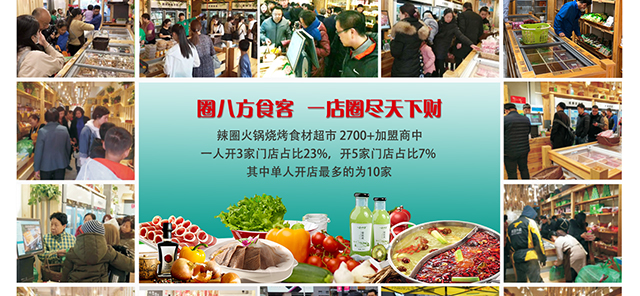 圈八方食客 一店圈尽天下财
辣圈火锅烧烤食材超市 2700+加盟商中
一人开3家门店占比23%，开5家门店占比7%
其中单人开店最多的为10家